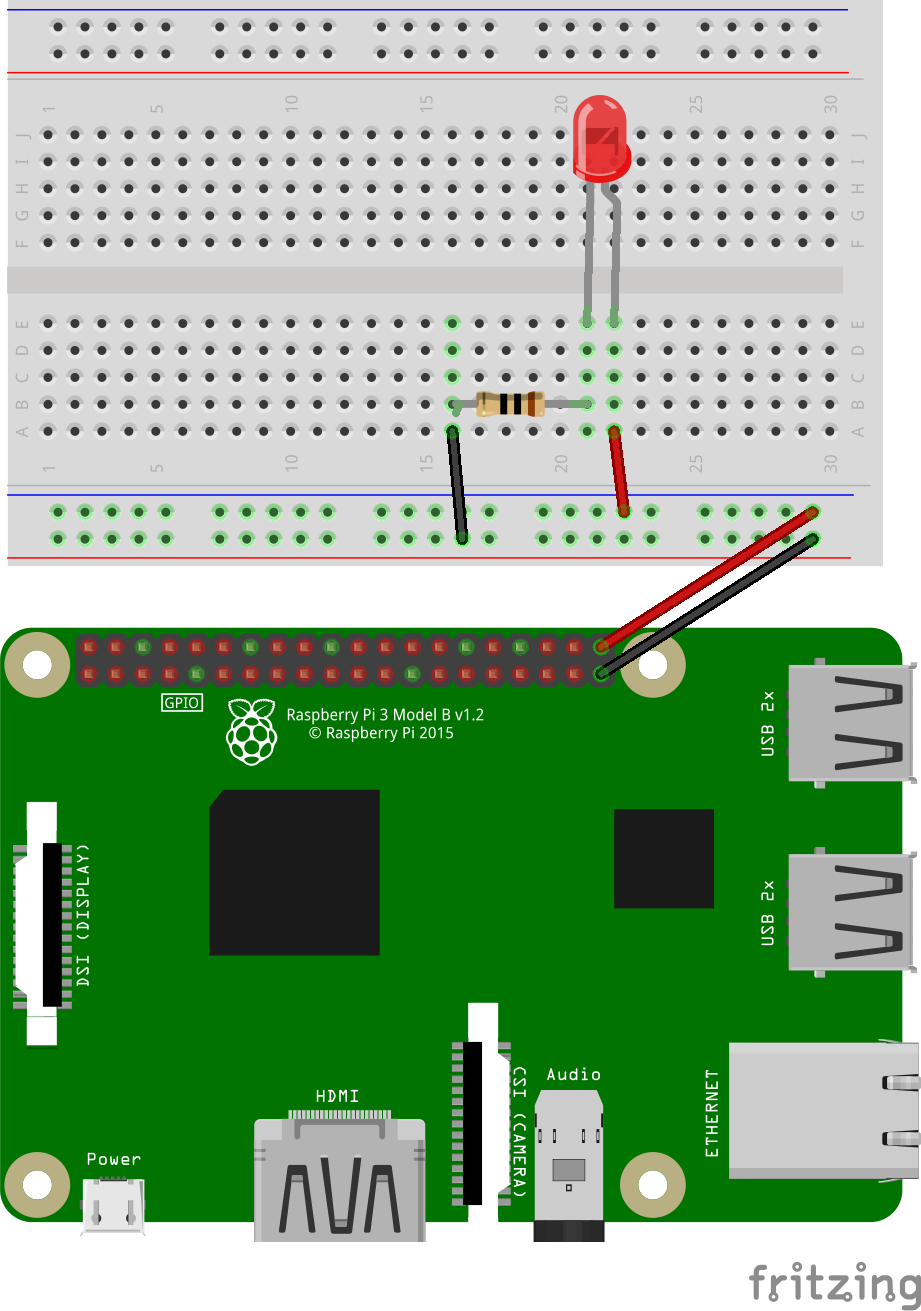 1 5 10 15 20 25 30
J J
I I
H H
G G
F F
E E
D D
C C
B B
A A
1 5 10 15 20 25 30
GPIO
Raspberry Pi 3 Model B v1.2
© Raspberry Pi 2015
USB 2x
DSI (DISPLAY)
USB 2x
CSI (CAMERA)
Audio
ETHERNET
HDMI
Power
fritzing